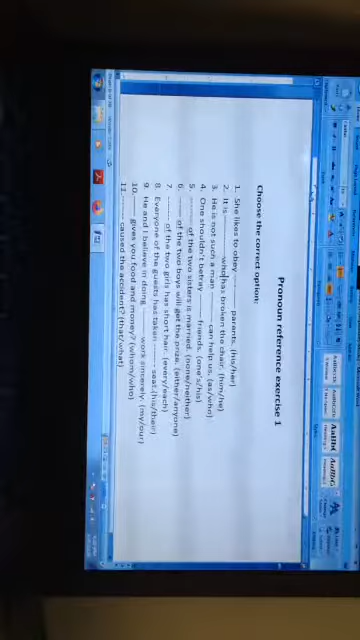 Pronoun reference exercise 1
Choose the correct option:
1. She likes to obey ---------- parents. (his/her)
2. It is -------- who has broken the chair. (him/he)
3. He is not such a man ------- can help us. (as/who)
4. One shouldn't betray -------- friends. (one's/his)
5. -------- of the two sisters is married. (none/neither)
6. ------- of the two boys will get the prize. (either/anyone)
7. -------- of the two girls has short hair. (every/each)
8. Everyone of the guests has taken ------- seat.(his/their)
9. He and I believe in doing -------- work sincerely. (my/our)
10. ------- gives you food and money? (whom/who)
11. -------- caused the accident? (that/what)